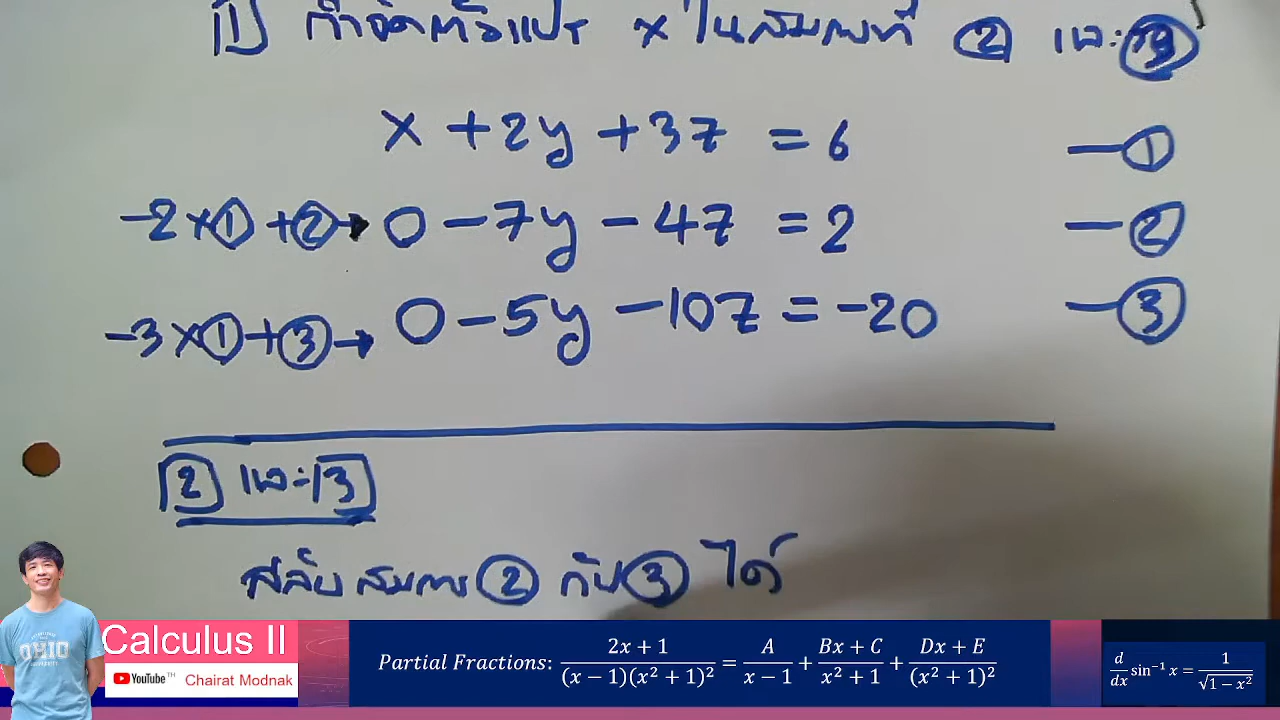 1) กำจัดตัวแปร x ในสมการที่ ② และ ③
x + 2y + 3z = 6 — ①
-2×① + ② → 0 - 7y - 4z = 2 — ②
-3×① + ③ → 0 - 5y - 10z = -20 — ③
2 และ 3
สลับสมการ ② กับ ③ ได้
OHIO
Calculus II
YouTube TH Chairat Modnak
Partial Fractions: (2x + 1)/((x − 1)(x² + 1)²) = A/(x − 1) + (Bx + C)/(x² + 1) + (Dx + E)/(x² + 1)²
d/dx sin⁻¹ x = 1/√(1 − x²)